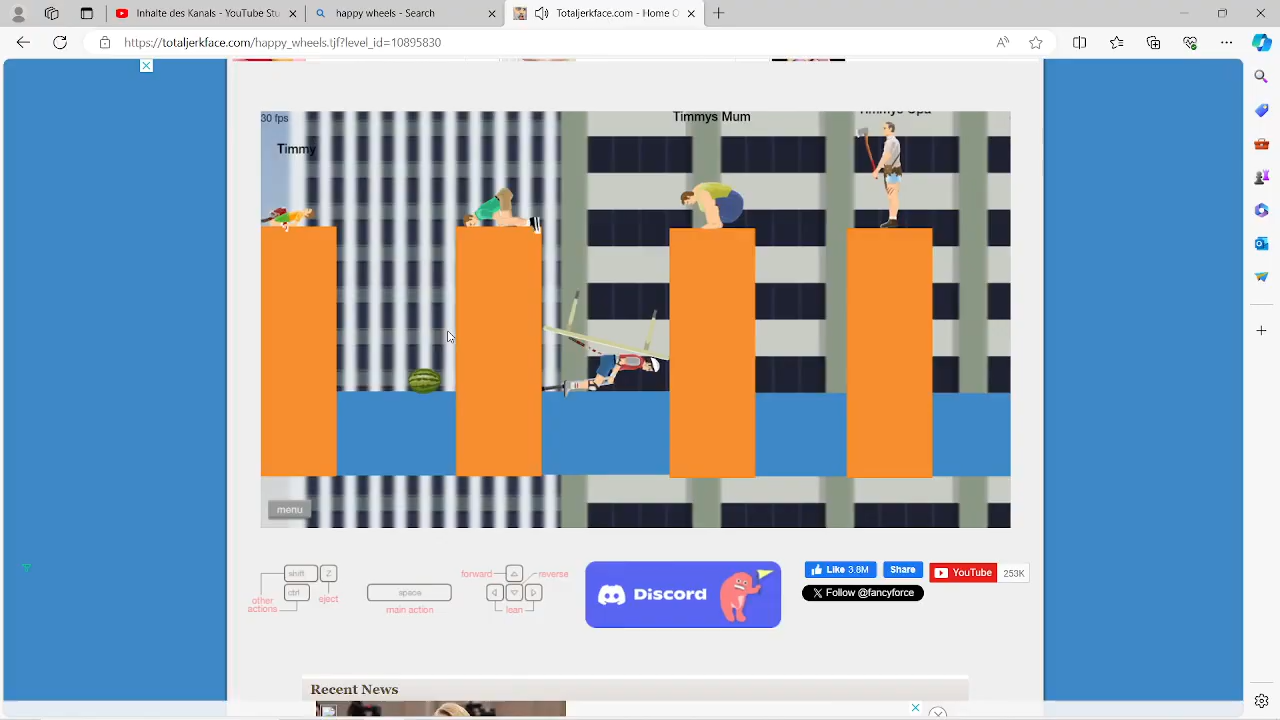 Inhalte des Kanals - YouTube Stu
happy wheels - Search
Totaljerkface.com - Home O
https://totaljerkface.com/happy_wheels.tjf?level_id=10895830
30 fps
Timmy
Timmys Mum
Timmys Opa
menu
shift
Z
ctrl
other
actions
eject
space
main action
forward
reverse
lean
Discord
Like 3.8M
Share
YouTube
253K
Follow @fancyforce
Recent News